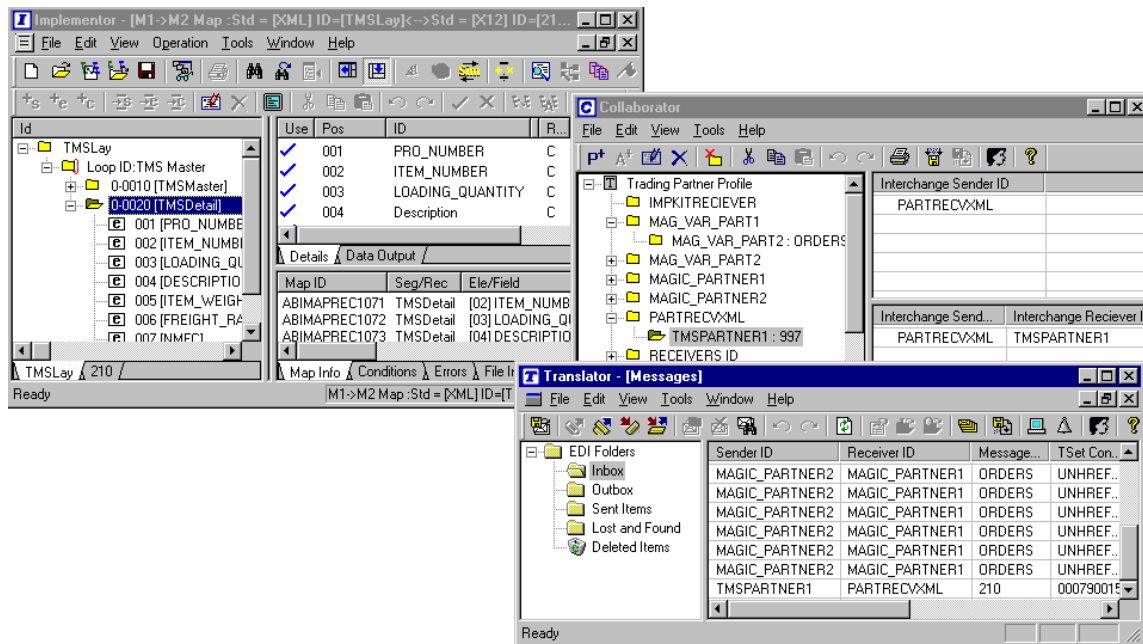 Implementor - [M1->M2 Map :Std = [XML] ID=[TMSLay]<-->Std = [X12] ID=[21...
File Edit View Operation Tools Window Help
Id
TMSLay
Loop ID:TMS Master
0-0010 [TMSMaster]
0-0020 [TMSDetail]
001 [PRO_NUMBE
002 [ITEM_NUMBI
003 [LOADING_QU
004 [DESCRIPTIO
005 [ITEM_WEIGH
006 [FREIGHT_RA
007 [NMFC]
TMSLay 210
Use Pos ID R...
001 PRO_NUMBER C
002 ITEM_NUMBER C
003 LOADING_QUANTITY C
004 Description C
Details Data Output
Map ID Seg/Rec Ele/Field
ABIMAPREC1071 TMSDetail [02] ITEM_NUMB
ABIMAPREC1072 TMSDetail [03] LOADING_QU
ABIMAPREC1073 TMSDetail [04] DESCRIPTIO
Map Info Conditions Errors File In
Ready M1->M2 Map :Std = [XML] ID=[T
Collaborator
File Edit View Tools Help
Trading Partner Profile
IMPKITRECIEVER
MAG_VAR_PART1
MAG_VAR_PART2 : ORDERS
MAG_VAR_PART2
MAGIC_PARTNER1
MAGIC_PARTNER2
PARTRECVXML
TMSPARTNER1 : 997
RECEIVERS ID
Interchange Sender ID
PARTRECVXML
Interchange Send... Interchange Reciever I
PARTRECVXML TMSPARTNER1
Translator - [Messages]
File Edit View Tools Window Help
EDI Folders
Inbox
Outbox
Sent Items
Lost and Found
Deleted Items
Sender ID Receiver ID Message... TSet Con...
MAGIC_PARTNER2 MAGIC_PARTNER1 ORDERS UNHREF...
MAGIC_PARTNER2 MAGIC_PARTNER1 ORDERS UNHREF...
MAGIC_PARTNER2 MAGIC_PARTNER1 ORDERS UNHREF...
MAGIC_PARTNER2 MAGIC_PARTNER1 ORDERS UNHREF...
MAGIC_PARTNER2 MAGIC_PARTNER1 ORDERS UNHREF...
MAGIC_PARTNER2 MAGIC_PARTNER1 ORDERS UNHREF...
TMSPARTNER1 PARTRECVXML 210 000790015
Ready